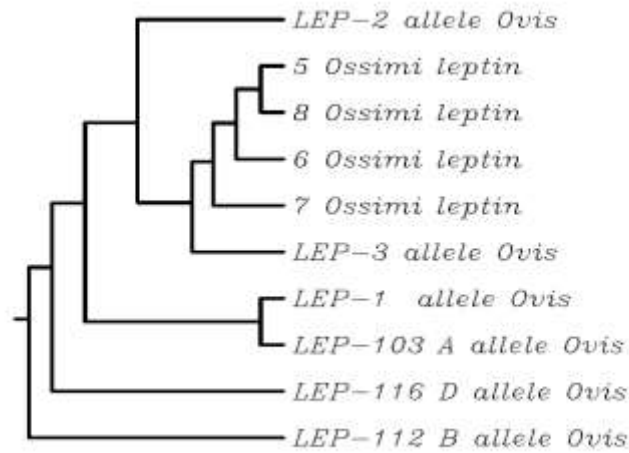 LEP-2 allele Ovis
5 Ossimi leptin
8 Ossimi leptin
6 Ossimi leptin
7 Ossimi leptin
LEP-3 allele Ovis
LEP-1 allele Ovis
LEP-103 A allele Ovis
LEP-116 D allele Ovis
LEP-112 B allele Ovis